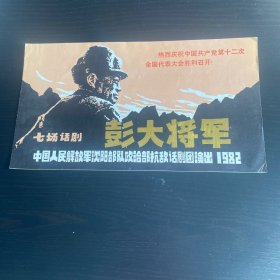 热烈庆祝中国共产党第十二次
全国代表大会胜利召开!
七场话剧
彭大将军
中国人民解放军沈阳部队政治部抗敌话剧团演出 1982